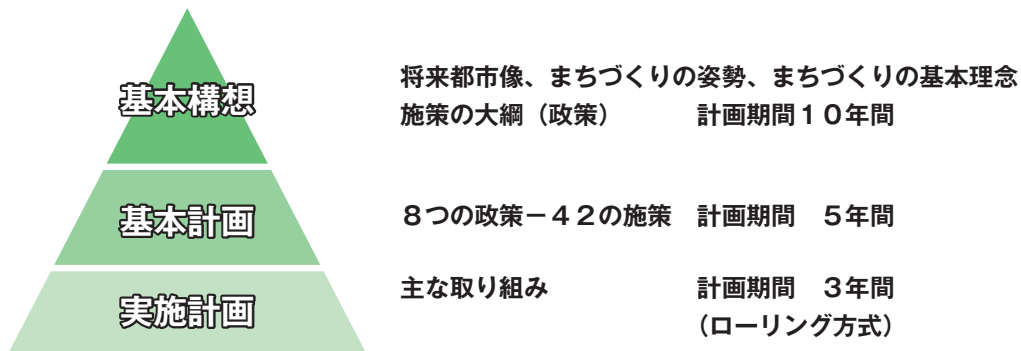 基本構想
将来都市像、まちづくりの姿勢、まちづくりの基本理念
施策の大綱（政策）　計画期間１０年間
基本計画
８つの政策－４２の施策　計画期間　５年間
実施計画
主な取り組み　計画期間　３年間
（ローリング方式）